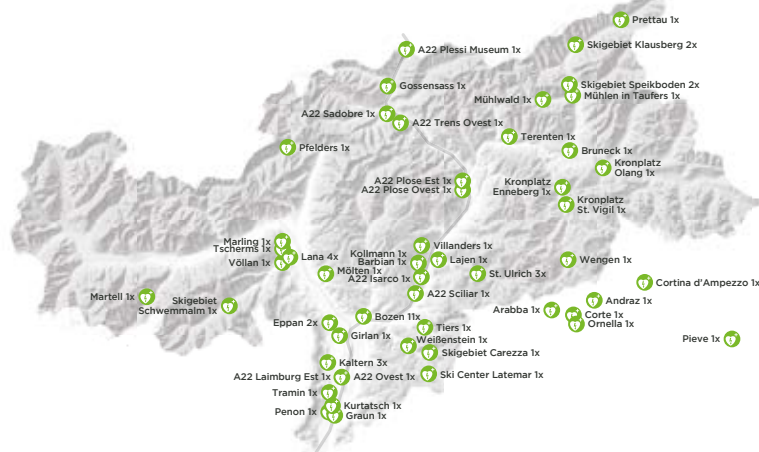 Prettau 1x
Skigebiet Klausberg 2x
A22 Plessi Museum 1x
Gossensass 1x
Skigebiet Speikboden 2x
Mühlen in Taufers 1x
Mühlwald 1x
A22 Sadobre 1x
A22 Trens Ovest 1x
Terenten 1x
Pfelders 1x
Bruneck 1x
Kronplatz
Olang 1x
A22 Plose Est 1x
A22 Plose Ovest 1x
Kronplatz
Enneberg 1x
Kronplatz
St. Vigil 1x
Marling 1x
Tscherms 1x
Völlan 1x
Lana 4x
Villanders 1x
Kollmann 1x
Barbian 1x
Lajen 1x
Mölten 1x
A22 Isarco 1x
St. Ulrich 3x
Wengen 1x
Cortina d'Ampezzo 1x
Martell 1x
Skigebiet
Schwemmalm 1x
A22 Sciliar 1x
Andraz 1x
Arabba 1x
Corte 1x
Ornella 1x
Eppan 2x
Bozen 11x
Tiers 1x
Girlan 1x
Weißenstein 1x
Pieve 1x
Skigebiet Carezza 1x
Kaltern 3x
A22 Laimburg Est 1x
A22 Ovest 1x
Ski Center Latemar 1x
Tramin 1x
Kurtatsch 1x
Penon 1x
Graun 1x